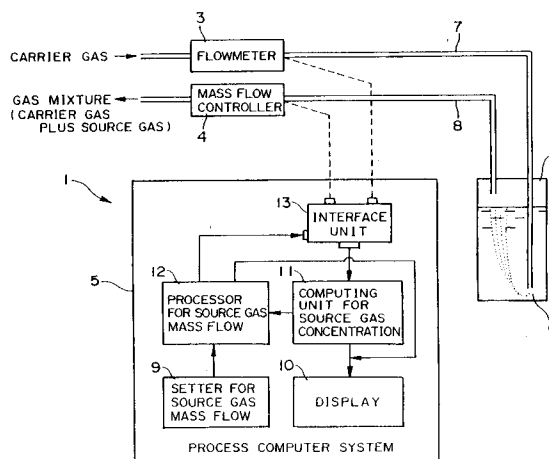 3
7
CARRIER GAS
FLOWMETER
GAS MIXTURE
(CARRIER GAS
PLUS SOURCE GAS)
MASS FLOW
CONTROLLER
4
8
1
13
INTERFACE
UNIT
5
12
11
PROCESSOR
FOR SOURCE GAS
MASS FLOW
COMPUTING
UNIT FOR
SOURCE GAS
CONCENTRATION
9
10
SETTER FOR
SOURCE GAS
MASS FLOW
DISPLAY
PROCESS COMPUTER SYSTEM